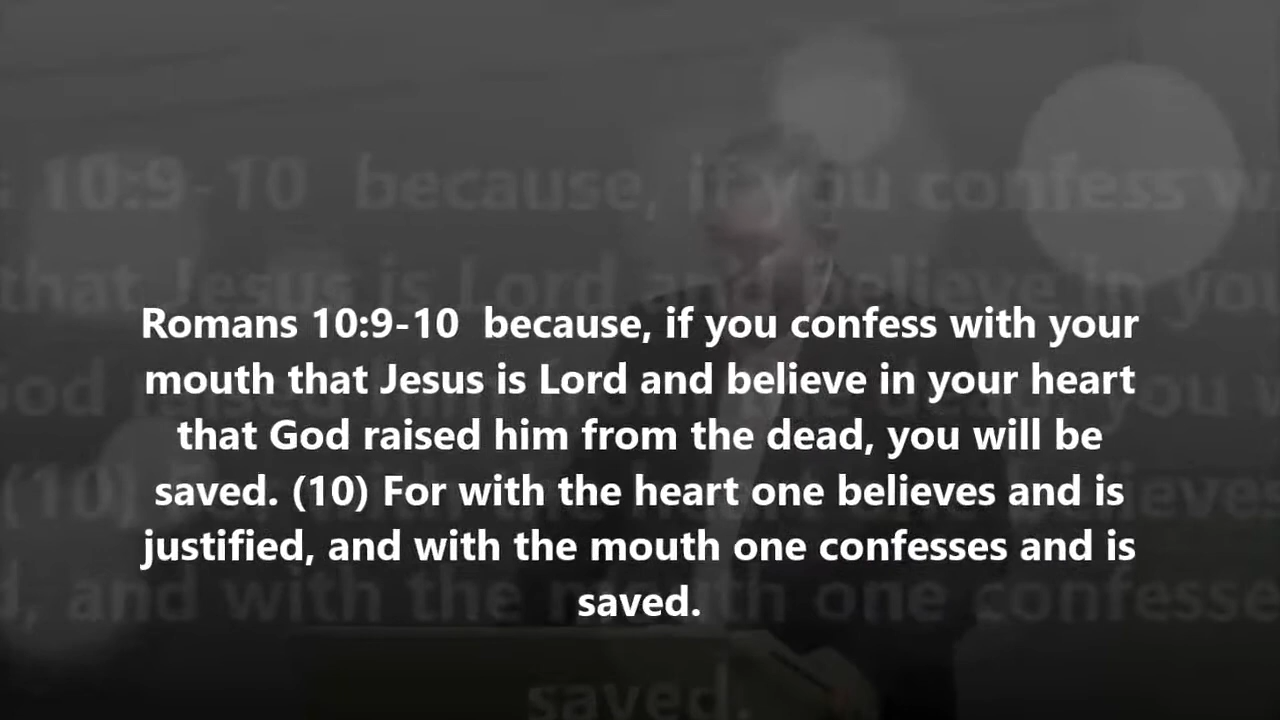 Romans 10:9-10  because, if you confess with your
mouth that Jesus is Lord and believe in your heart
that God raised him from the dead, you will be
saved. (10) For with the heart one believes and is
justified, and with the mouth one confesses and is
saved.